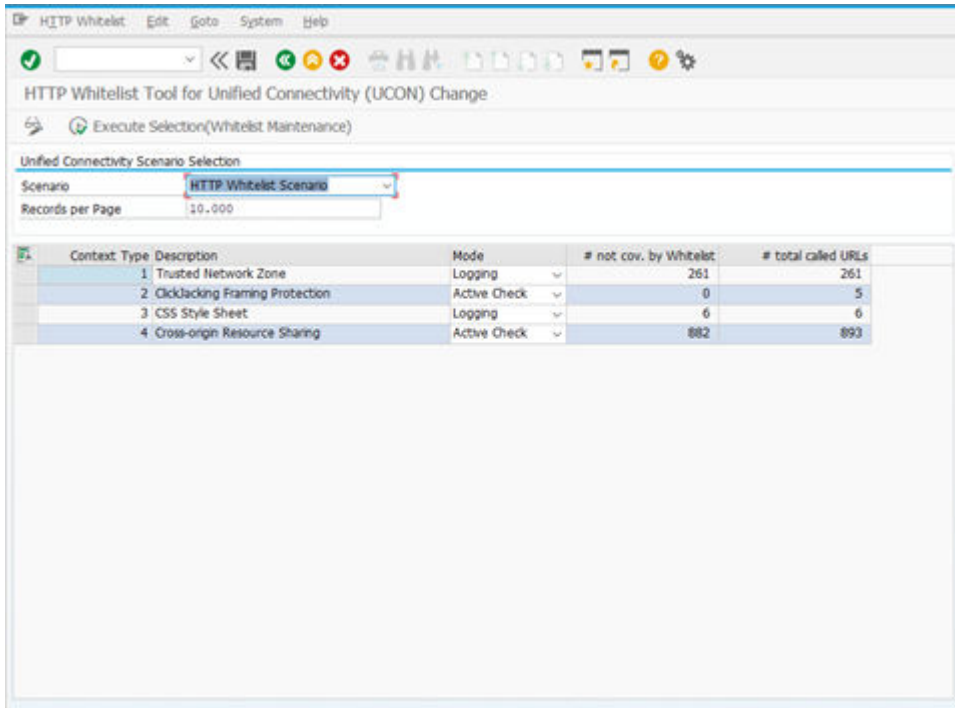 HTTP Whitelist Edit Goto System Help
HTTP Whitelist Tool for Unified Connectivity (UCON) Change
Execute Selection(Whitelist Maintenance)
Unified Connectivity Scenario Selection
Scenario HTTP Whitelist Scenario
Records per Page 10.000
Context Type Description Mode # not cov. by Whitelist # total called URLs
1 Trusted Network Zone Logging 261 261
2 ClickJacking Framing Protection Active Check 0 5
3 CSS Style Sheet Logging 6 6
4 Cross-origin Resource Sharing Active Check 882 893